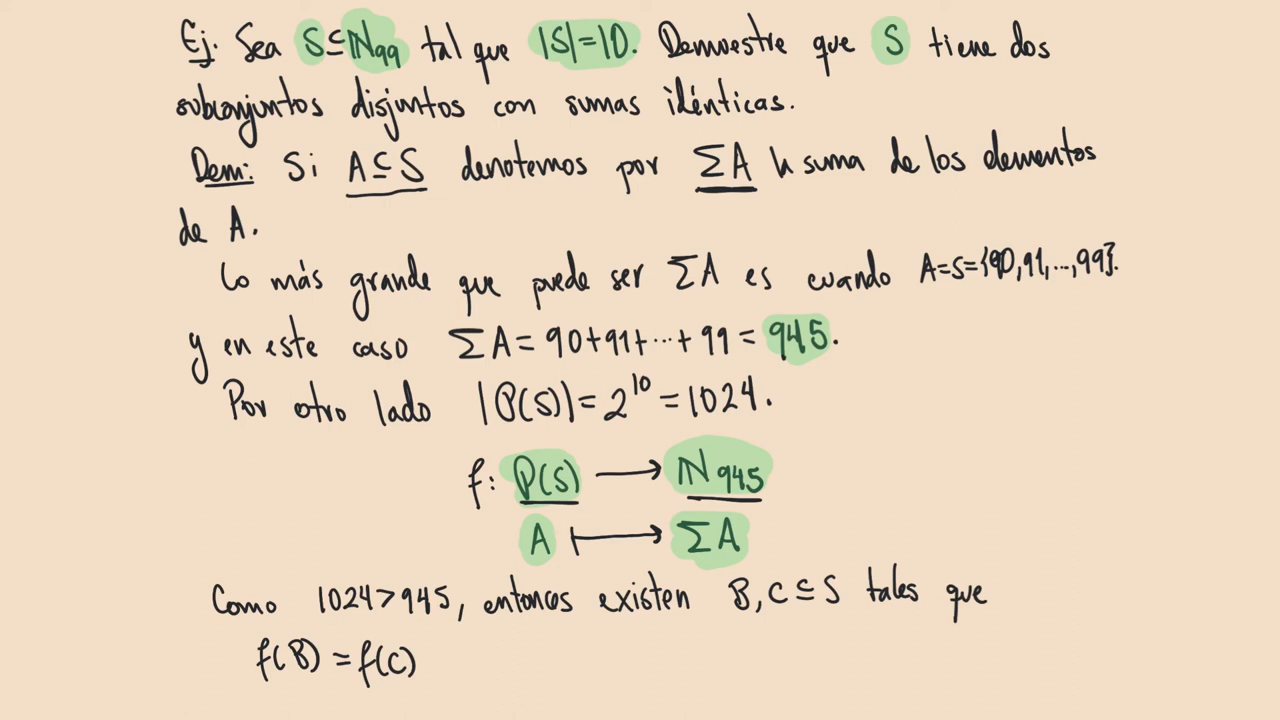 Ej. Sea S⊆ℕ₉₉ tal que |S|=10. Demuestre que S tiene dos
subconjuntos disjuntos con sumas idénticas.
Dem: Si A⊆S denotemos por ΣA la suma de los elementos
de A.
Lo más grande que puede ser ΣA es cuando A=S={90,91,...,99}.
y en este caso ΣA=90+91+...+99=945.
Por otro lado |P(S)|=2¹⁰=1024.
f: P(S) ⟶ ℕ₉₄₅
A ⟼ ΣA
Como 1024>945, entonces existen B,C⊆S tales que
f(B)=f(C)